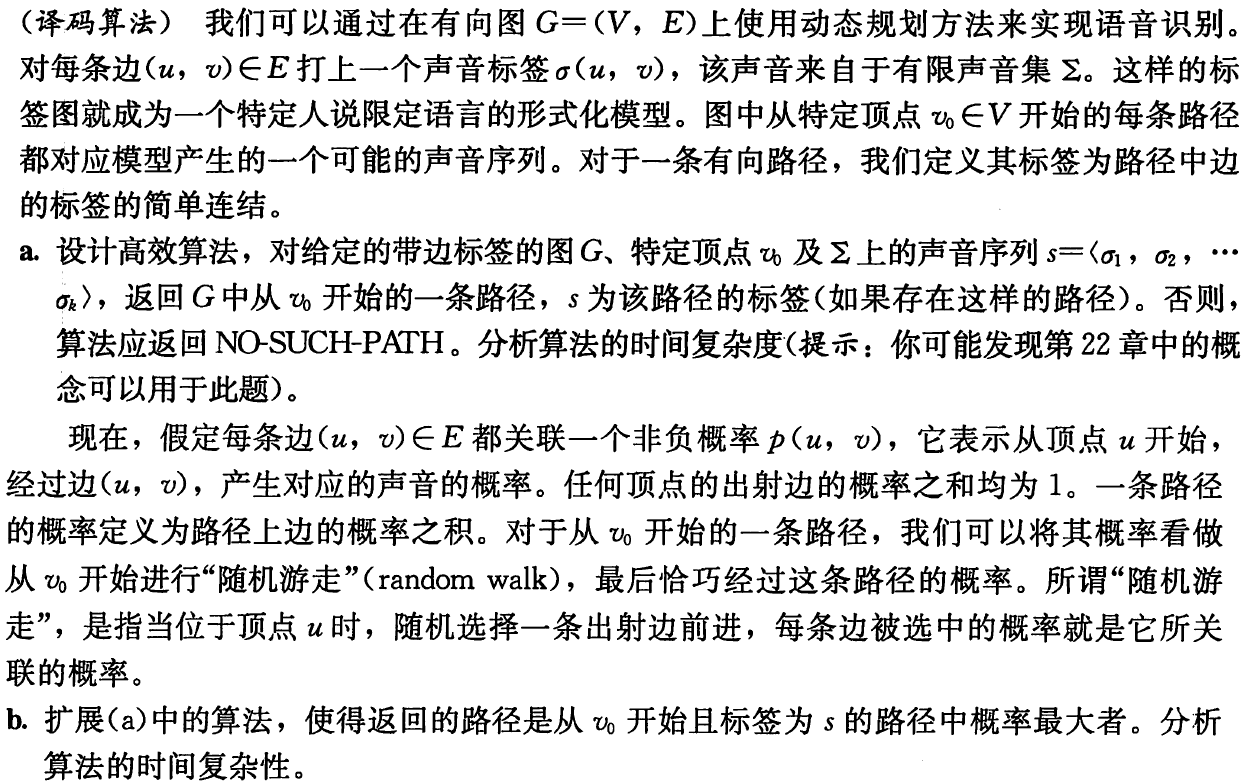 (译码算法) 我们可以通过在有向图 G=(V, E)上使用动态规划方法来实现语音识别。
对每条边(u, v)∈E 打上一个声音标签σ(u, v), 该声音来自于有限声音集 Σ。这样的标
签图就成为一个特定人说限定语言的形式化模型。图中从特定顶点 v₀∈V 开始的每条路径
都对应模型产生的一个可能的声音序列。对于一条有向路径, 我们定义其标签为路径中边
的标签的简单连结。
a. 设计高效算法, 对给定的带边标签的图 G、特定顶点 v₀ 及 Σ 上的声音序列 s=⟨σ₁, σ₂, …
σₖ⟩, 返回 G 中从 v₀ 开始的一条路径, s 为该路径的标签(如果存在这样的路径)。否则,
算法应返回 NO-SUCH-PATH。分析算法的时间复杂度(提示: 你可能发现第 22 章中的概
念可以用于此题)。
现在, 假定每条边(u, v)∈E 都关联一个非负概率 p(u, v), 它表示从顶点 u 开始,
经过边(u, v), 产生对应的声音的概率。任何顶点的出射边的概率之和均为 1。一条路径
的概率定义为路径上边的概率之积。对于从 v₀ 开始的一条路径, 我们可以将其概率看做
从 v₀ 开始进行“随机游走”(random walk), 最后恰巧经过这条路径的概率。所谓“随机游
走”, 是指当位于顶点 u 时, 随机选择一条出射边前进, 每条边被选中的概率就是它所关
联的概率。
b. 扩展(a)中的算法, 使得返回的路径是从 v₀ 开始且标签为 s 的路径中概率最大者。分析
算法的时间复杂性。